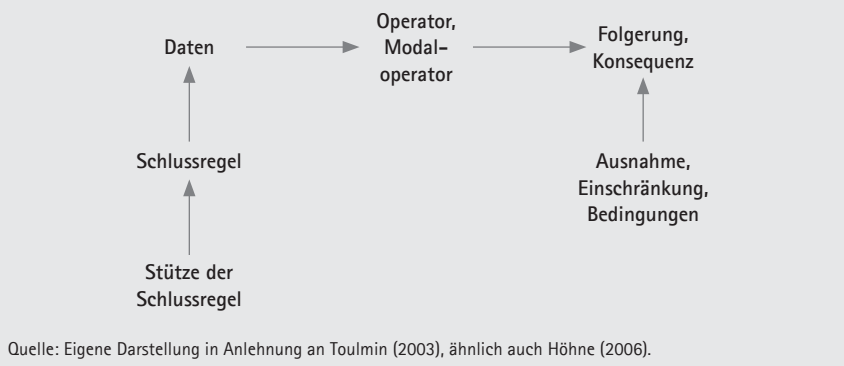 Daten
Operator,
Modal-
operator
Folgerung,
Konsequenz
Schlussregel
Ausnahme,
Einschränkung,
Bedingungen
Stütze der
Schlussregel
Quelle: Eigene Darstellung in Anlehnung an Toulmin (2003), ähnlich auch Höhne (2006).